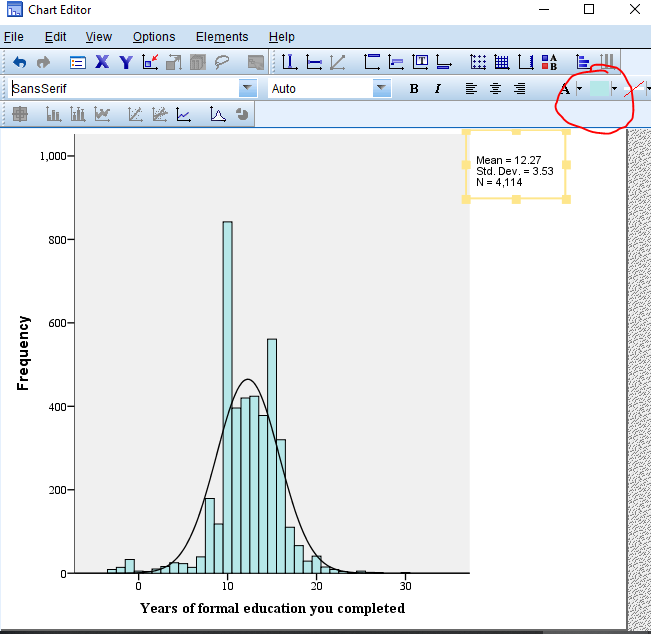 Chart Editor
File Edit View Options Elements Help
X Y T A B
SansSerif Auto B I A
Mean = 12.27
Std. Dev. = 3.53
N = 4,114
1,000
800
600
400
200
0
Frequency
0 10 20 30
Years of formal education you completed